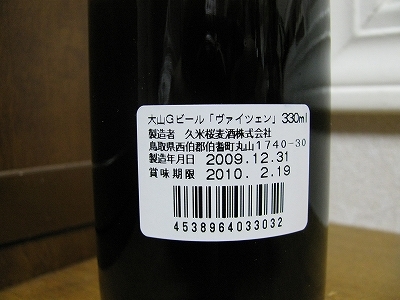 大山Gビール「ヴァイツェン」330ml
製造者 久米桜麦酒株式会社
鳥取県西伯郡伯耆町丸山1740-30
製造年月日 2009.12.31
賞味期限 2010. 2.19
4538964033032